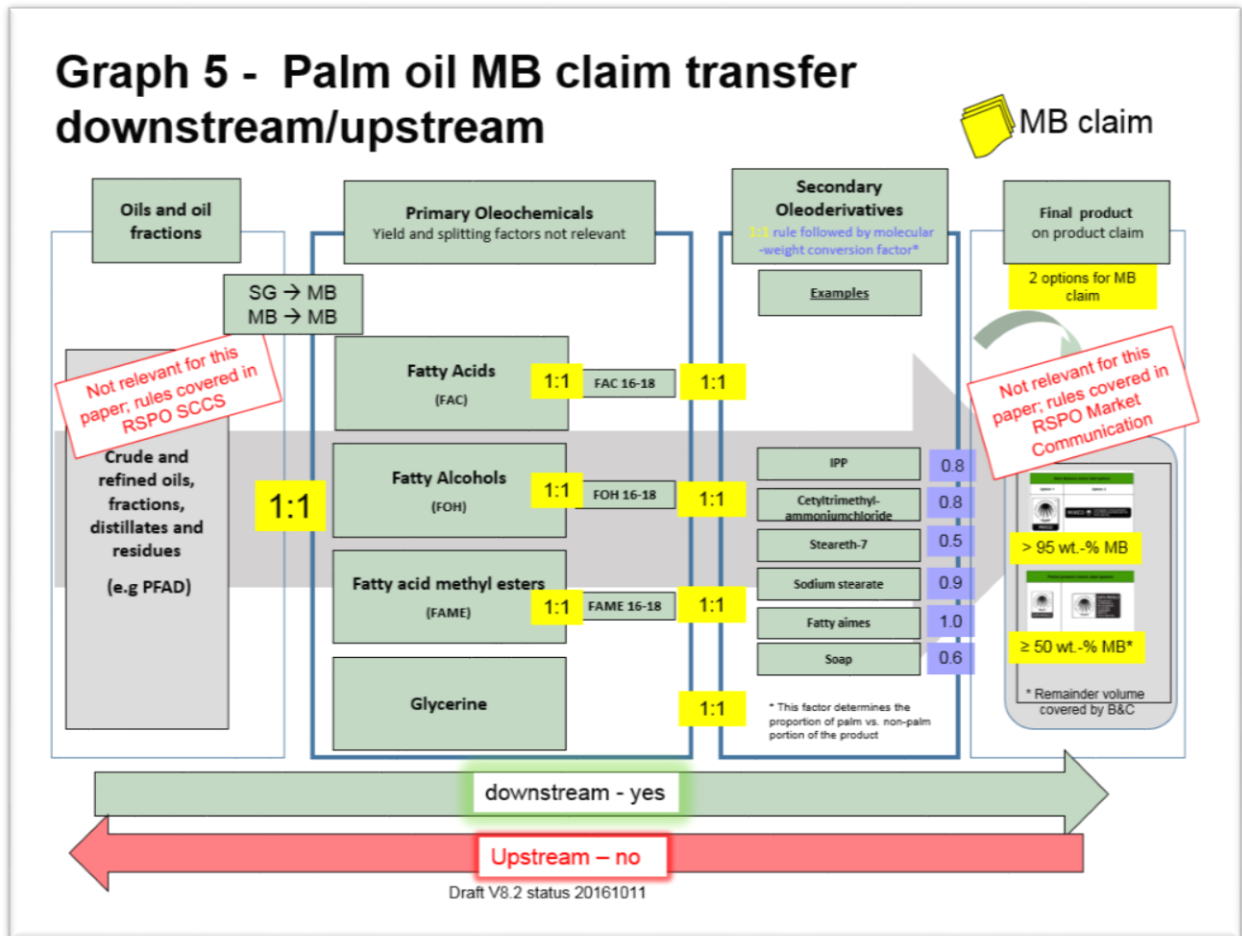 Graph 5 - Palm oil MB claim transfer
downstream/upstream
MB claim
Oils and oil
fractions
Primary Oleochemicals
Yield and splitting factors not relevant
Secondary
Oleoderivatives
1:1 rule followed by molecular
-weight conversion factor*
Final product
on product claim
2 options for MB
claim
Examples
SG → MB
MB → MB
Not relevant for this
paper; rules covered in
RSPO SCCS
Crude and
refined oils,
fractions,
distillates and
residues
(e.g PFAD)
1:1
Fatty Acids
(FAC)
1:1
FAC 16-18
1:1
Fatty Alcohols
(FOH)
1:1
FOH 16-18
1:1
Fatty acid methyl esters
(FAME)
1:1
FAME 16-18
1:1
Glycerine
1:1
IPP
0.8
Cetyltrimethyl-
ammoniumchloride
0.8
Steareth-7
0.5
Sodium stearate
0.9
Fatty aimes
1.0
Soap
0.6
* This factor determines the
proportion of palm vs. non-palm
portion of the product
Not relevant for this
paper; rules covered in
RSPO Market
Communication
> 95 wt.-% MB
≥ 50 wt.-% MB*
* Remainder volume
covered by B&C
downstream - yes
Upstream – no
Draft V8.2 status 20161011